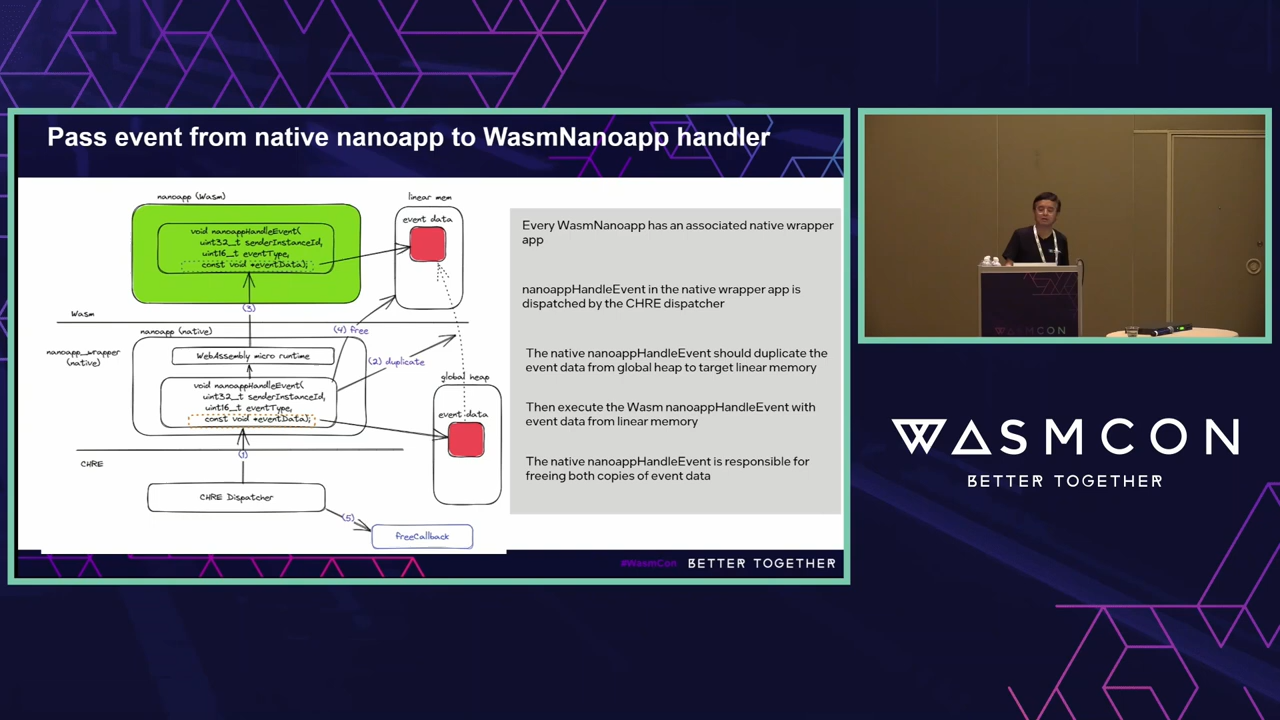 Pass event from native nanoapp to WasmNanoapp handler
nanoapp (Wasm)
void nanoappHandleEvent(
uint32_t senderInstanceId,
uint16_t eventType,
const void *eventData);
linear mem
event data
(3)
Wasm
(4) free
nanoapp (native)
nanoapp_wrapper
(native)
WebAssembly micro runtime
(2) duplicate
void nanoappHandleEvent(
uint32_t senderInstanceId,
uint16_t eventType,
const void *eventData);
global heap
event data
(1)
CHRE
CHRE Dispatcher
(5)
freeCallback
Every WasmNanoapp has an associated native wrapper
app
nanoappHandleEvent in the native wrapper app is
dispatched by the CHRE dispatcher
The native nanoappHandleEvent should duplicate the
event data from global heap to target linear memory
Then execute the Wasm nanoappHandleEvent with
event data from linear memory
The native nanoappHandleEvent is responsible for
freeing both copies of event data
#WasmCon BETTER TOGETHER
WASMCON
WASMCON
BETTER TOGETHER